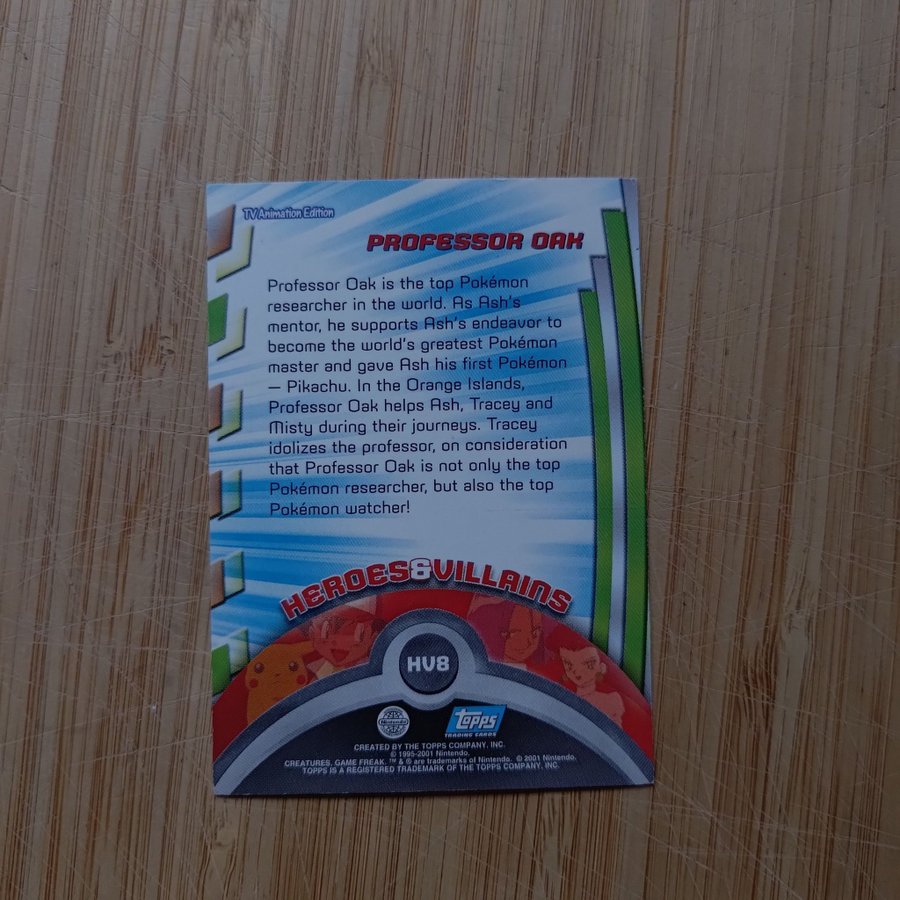 TV Animation Edition
PROFESSOR OAK
Professor Oak is the top Pokémon
researcher in the world. As Ash's
mentor, he supports Ash's endeavor to
become the world's greatest Pokémon
master and gave Ash his first Pokémon
— Pikachu. In the Orange Islands,
Professor Oak helps Ash, Tracey and
Misty during their journeys. Tracey
idolizes the professor, on consideration
that Professor Oak is not only the top
Pokémon researcher, but also the top
Pokémon watcher!
HEROES&VILLAINS
HV8
Nintendo
topps
TRADING CARDS
CREATED BY THE TOPPS COMPANY, INC.
© 1995-2001 Nintendo.
CREATURES, GAME FREAK. ™ & ® are trademarks of Nintendo. © 2001 Nintendo.
TOPPS IS A REGISTERED TRADEMARK OF THE TOPPS COMPANY, INC.